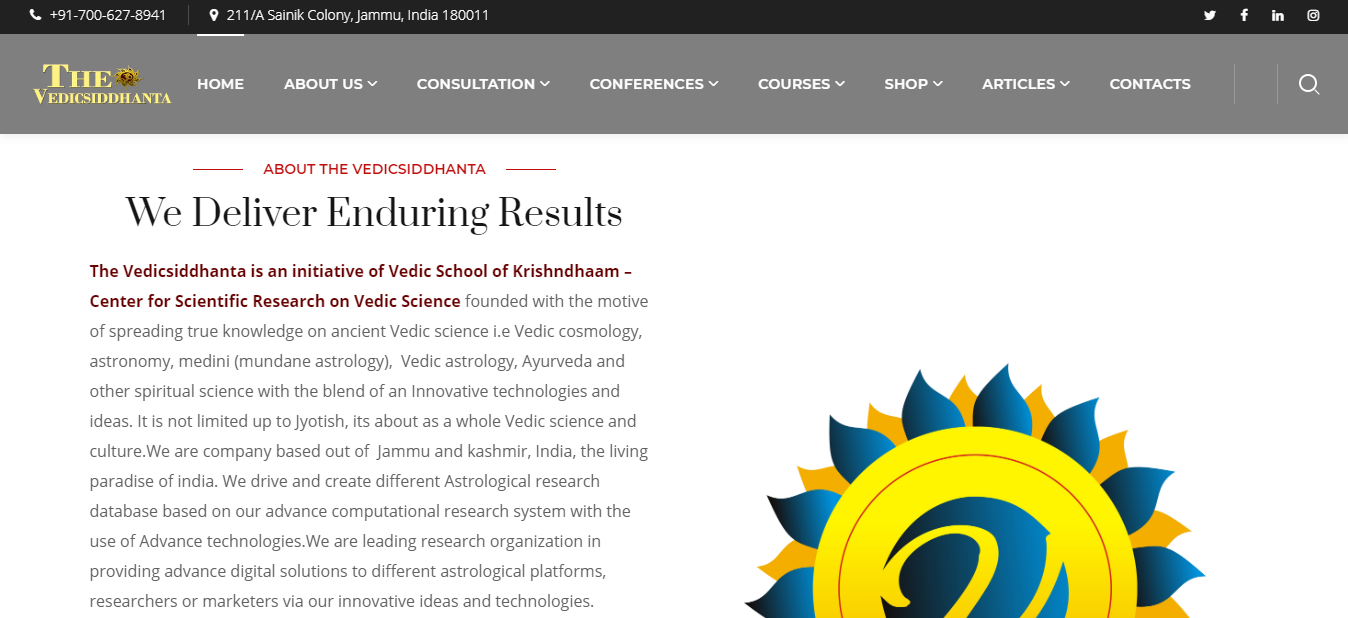 +91-700-627-8941
211/A Sainik Colony, Jammu, India 180011
THE
VEDICSIDDHANTA
HOME
ABOUT US
CONSULTATION
CONFERENCES
COURSES
SHOP
ARTICLES
CONTACTS
ABOUT THE VEDICSIDDHANTA
We Deliver Enduring Results
The Vedicsiddhanta is an initiative of Vedic School of Krishndhaam –
Center for Scientific Research on Vedic Science founded with the motive
of spreading true knowledge on ancient Vedic science i.e Vedic cosmology,
astronomy, medini (mundane astrology),  Vedic astrology, Ayurveda and
other spiritual science with the blend of an Innovative technologies and
ideas. It is not limited up to Jyotish, its about as a whole Vedic science and
culture.We are company based out of  Jammu and kashmir, India, the living
paradise of india. We drive and create different Astrological research
database based on our advance computational research system with the
use of Advance technologies.We are leading research organization in
providing advance digital solutions to different astrological platforms,
researchers or marketers via our innovative ideas and technologies.